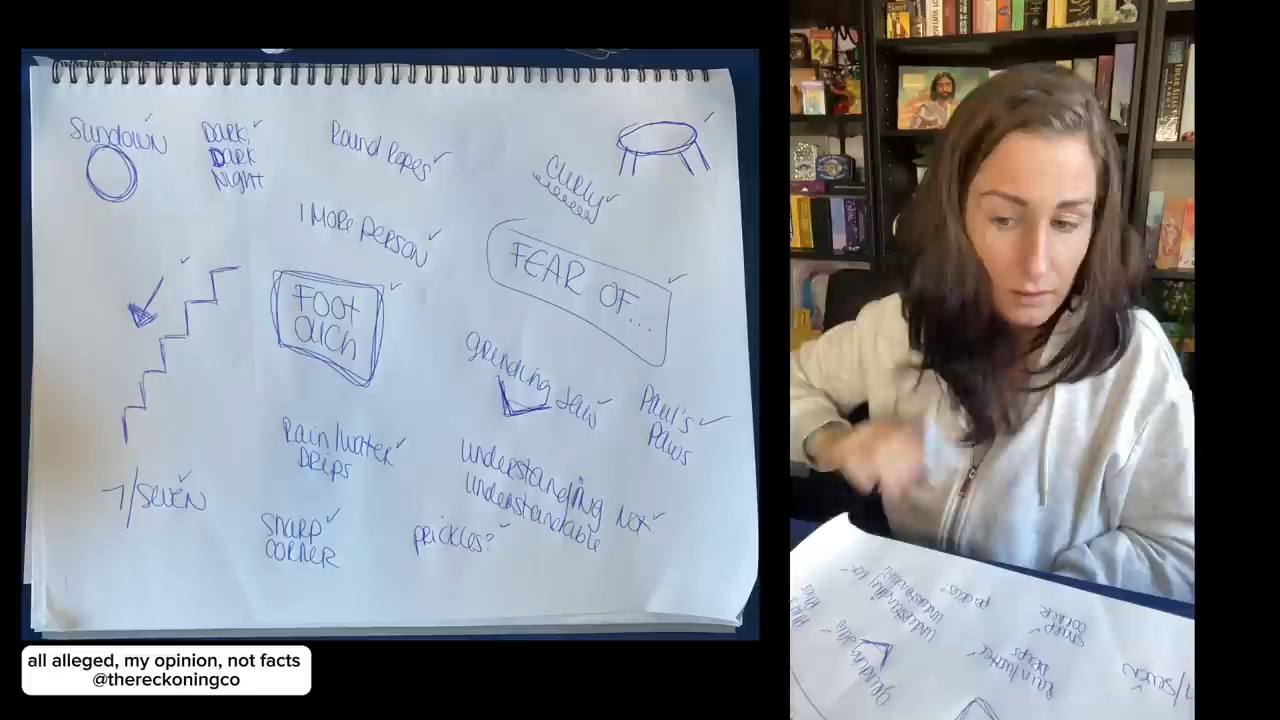 Sundown
DARK,
DARK
Night
Round Ropes
Curly
1 MORE PERSON
FEAR OF...
FOOT
OUCH
grinding Jaw
Paul's
Paws
Rain/water
DRIPS
understanding Not
understandable
7/seven
SHARP
CORNER
prickles?
all alleged, my opinion, not facts
@thereckoningco